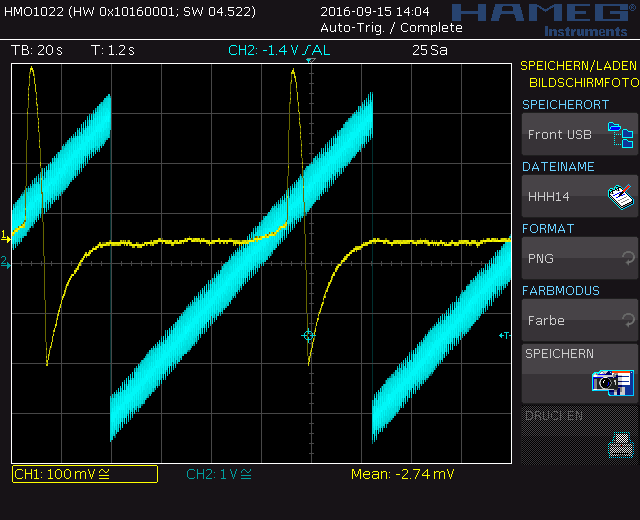 HMO1022 (HW 0x10160001; SW 04.522)
2016-09-15 14:04
HAMEG
Auto-Trig. / Complete
Instruments
TB: 20 s
T: 1.2 s
CH2: -1.4 V / AL
25 Sa
SPEICHERN/LADEN
BILDSCHIRMFOTO
SPEICHERORT
Front USB
DATEINAME
HHH14
1
FORMAT
2
PNG
FARBMODUS
Farbe
T
SPEICHERN
DRUCKEN
CH1: 100 mV ≅
CH2: 1 V ≅
Mean: -2.74 mV